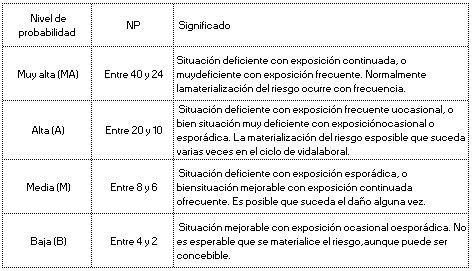 Nivel de probabilidad NP Significado
Muy alta (MA) Entre 40 y 24 Situación deficiente con exposición continuada, o
muydeficiente con exposición frecuente. Normalmente
lamaterialización del riesgo ocurre con frecuencia.
Alta (A) Entre 20 y 10 Situación deficiente con exposición frecuente uocasional, o
bien situación muy deficiente con exposiciónocasional o
esporádica. La materialización del riesgo esposible que suceda
varias veces en el ciclo de vidalaboral.
Media (M) Entre 8 y 6 Situación deficiente con exposición esporádica, o
biensituación mejorable con exposición continuada
ofrecuente. Es posible que suceda el daño alguna vez.
Baja (B) Entre 4 y 2 Situación mejorable con exposición ocasional oesporádica. No
es esperable que se materialice el riesgo,aunque puede ser
concebible.